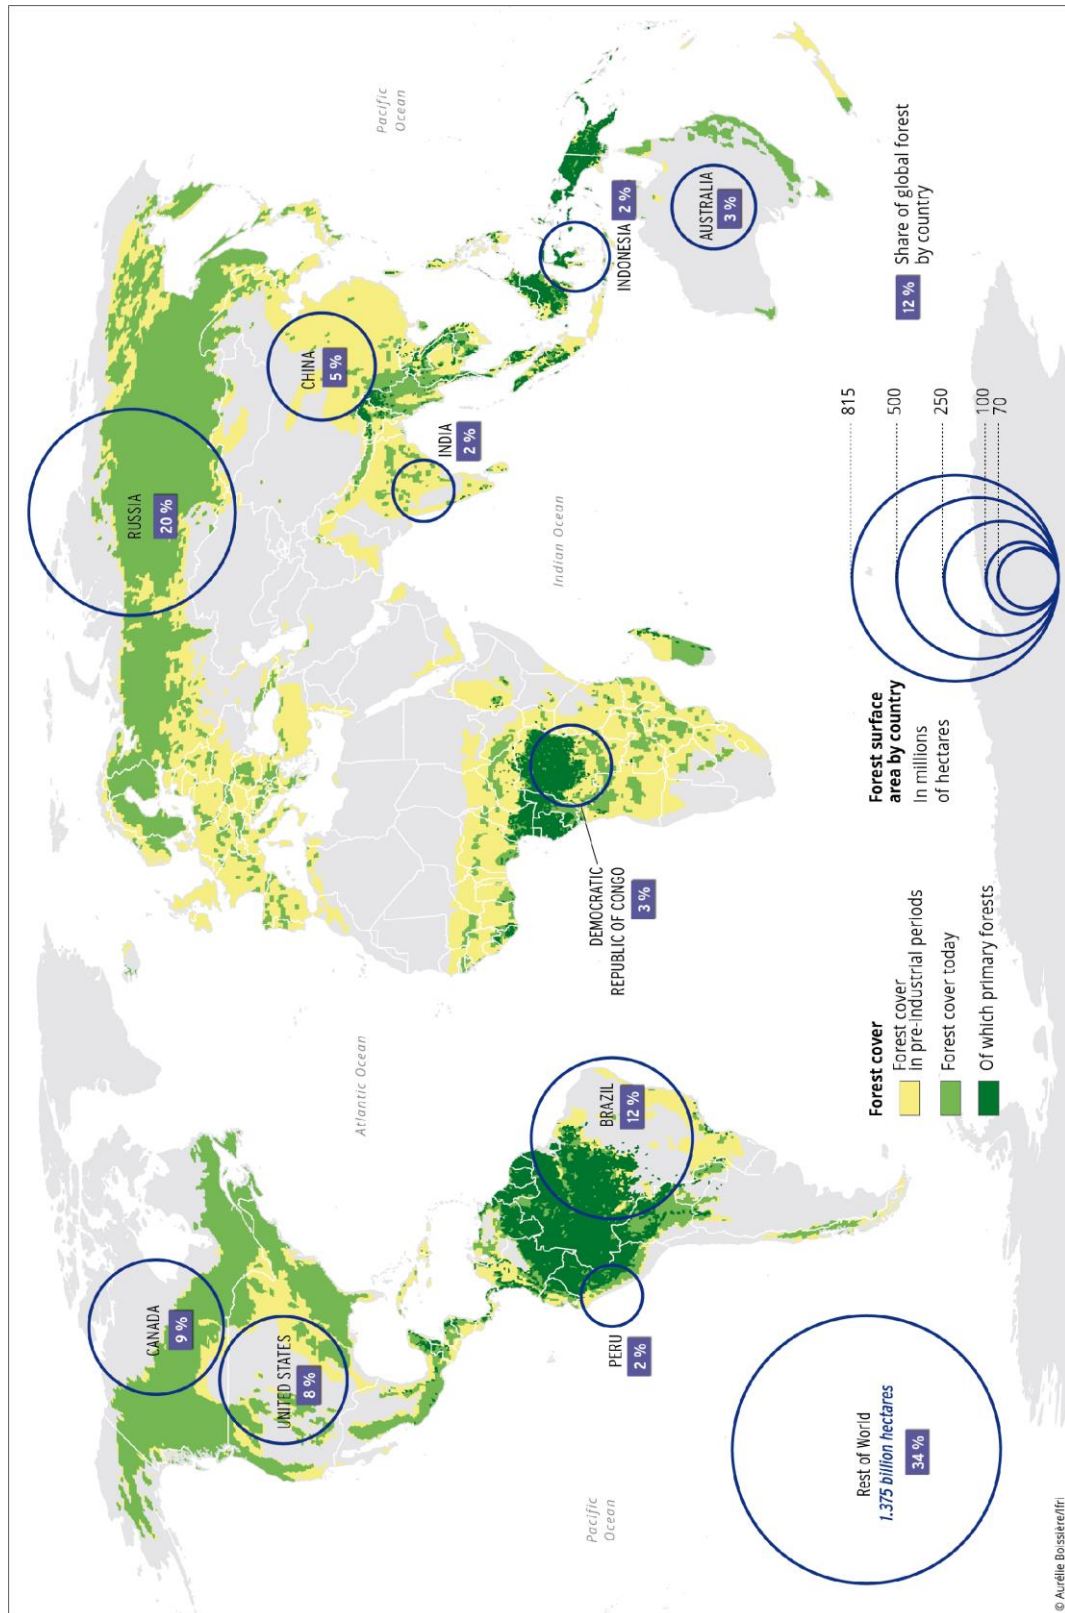 Pacific
Ocean
RUSSIA
20 %
CANADA
9 %
UNITED STATES
8 %
Atlantic Ocean
CHINA
5 %
INDIA
2 %
Indian Ocean
INDONESIA
2 %
AUSTRALIA
3 %
DEMOCRATIC
REPUBLIC OF CONGO
3 %
BRAZIL
12 %
PERU
2 %
Pacific
Ocean
Rest of World
1.375 billion hectares
34 %
Forest cover
Forest cover
in pre-industrial periods
Forest cover today
Of which primary forests
Forest surface
area by country
In millions
of hectares
815
500
250
100
70
12 %
Share of global forest
by country
© Aurélie Boissière/Ifri